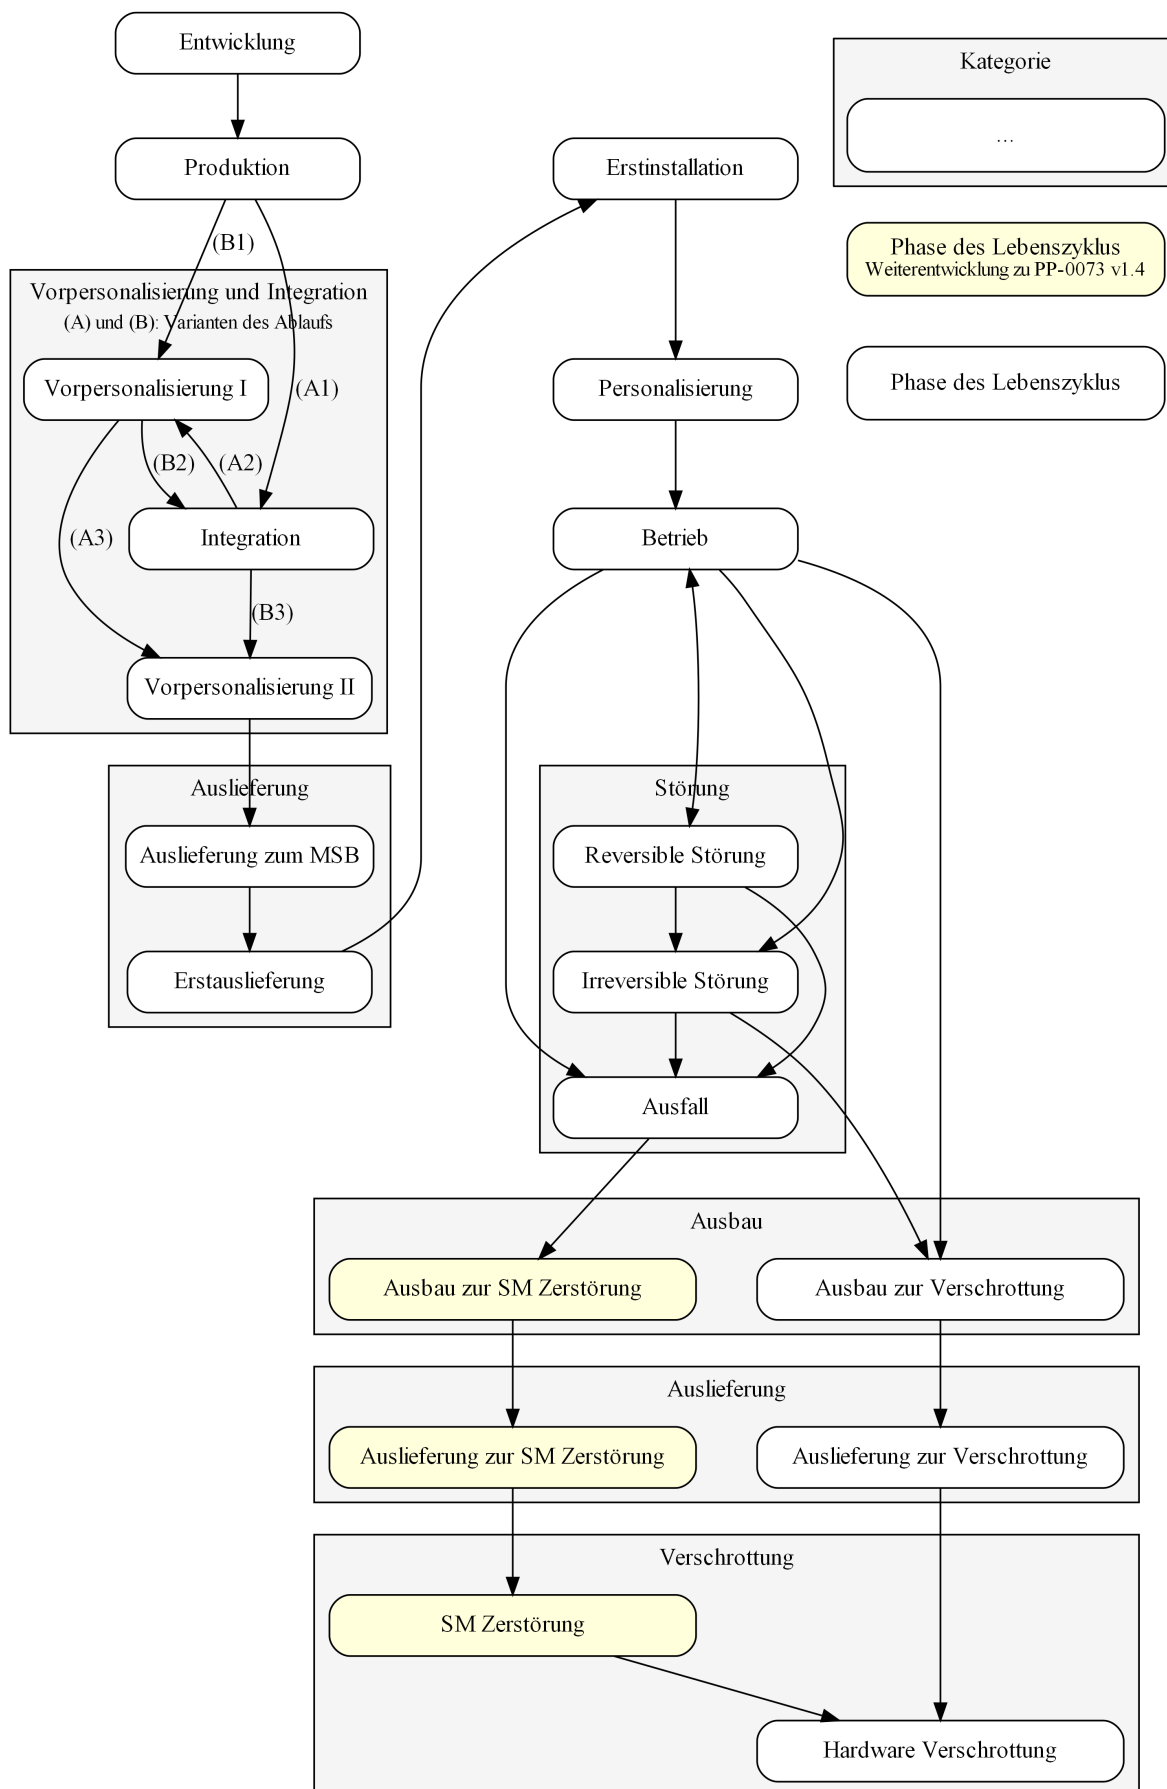 Entwicklung
Produktion
(B1)
Vorpersonalisierung und Integration
(A) und (B): Varianten des Ablaufs
Vorpersonalisierung I
(A1)
(B2)
(A2)
Integration
(A3)
(B3)
Vorpersonalisierung II
Auslieferung
Auslieferung zum MSB
Erstauslieferung
Erstinstallation
Personalisierung
Betrieb
Störung
Reversible Störung
Irreversible Störung
Ausfall
Ausbau
Ausbau zur SM Zerstörung
Ausbau zur Verschrottung
Auslieferung
Auslieferung zur SM Zerstörung
Auslieferung zur Verschrottung
Verschrottung
SM Zerstörung
Hardware Verschrottung
Kategorie
...
Phase des Lebenszyklus
Weiterentwicklung zu PP-0073 v1.4
Phase des Lebenszyklus